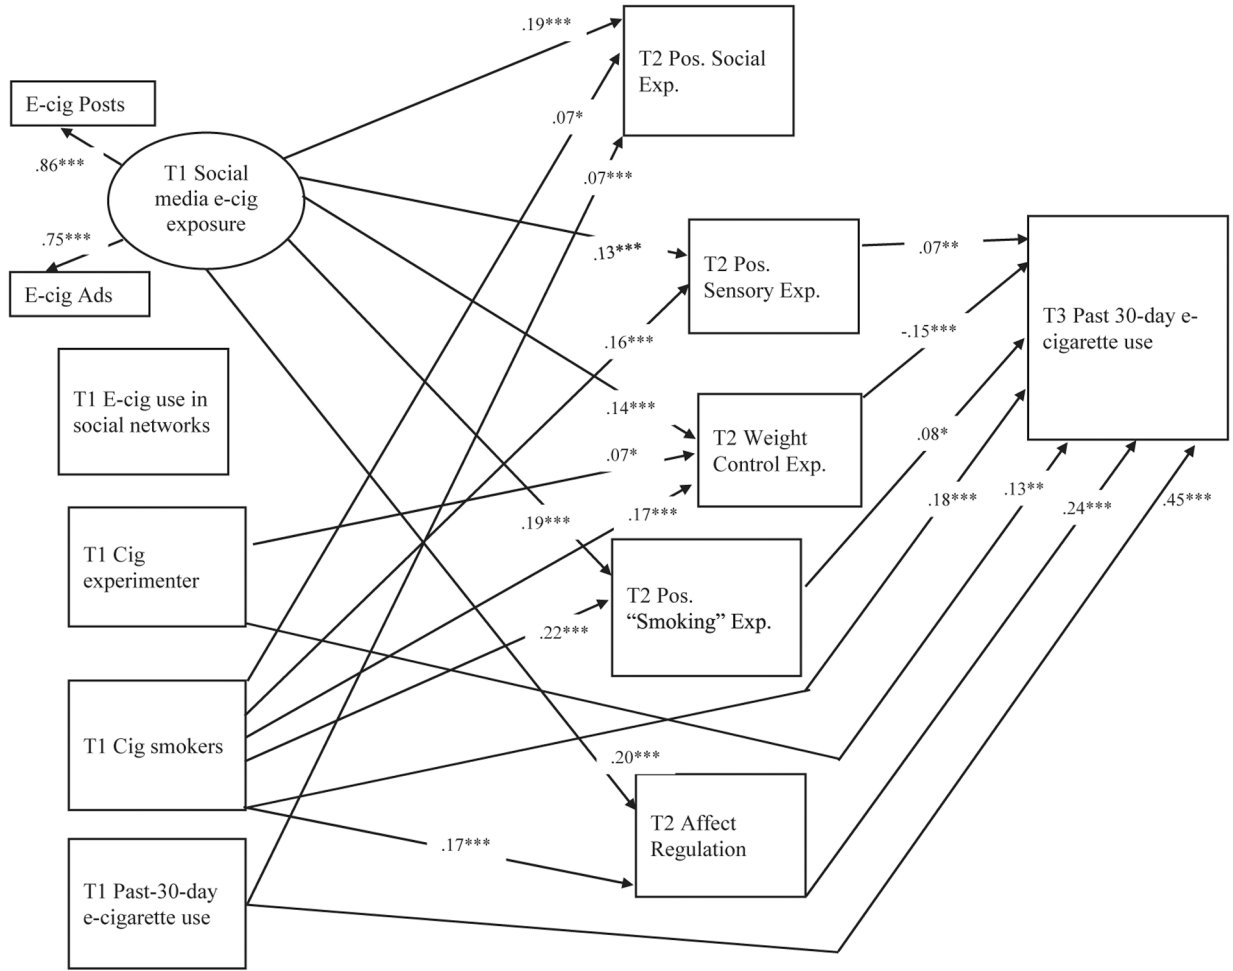 .19***
T2 Pos. Social
Exp.
E-cig Posts
.07*
.86***
T1 Social
media e-cig
exposure
.07***
.75***
.13***
.07**
T2 Pos.
Sensory Exp.
E-cig Ads
T3 Past 30-day e-
cigarette use
-.15***
.16***
T1 E-cig use in
social networks
.14***
T2 Weight
Control Exp.
.08*
.07*
.18***
.13**
.24***
.45***
.17***
.19***
T1 Cig
experimenter
T2 Pos.
“Smoking” Exp.
.22***
T1 Cig smokers
.20***
T2 Affect
Regulation
.17***
T1 Past-30-day
e-cigarette use